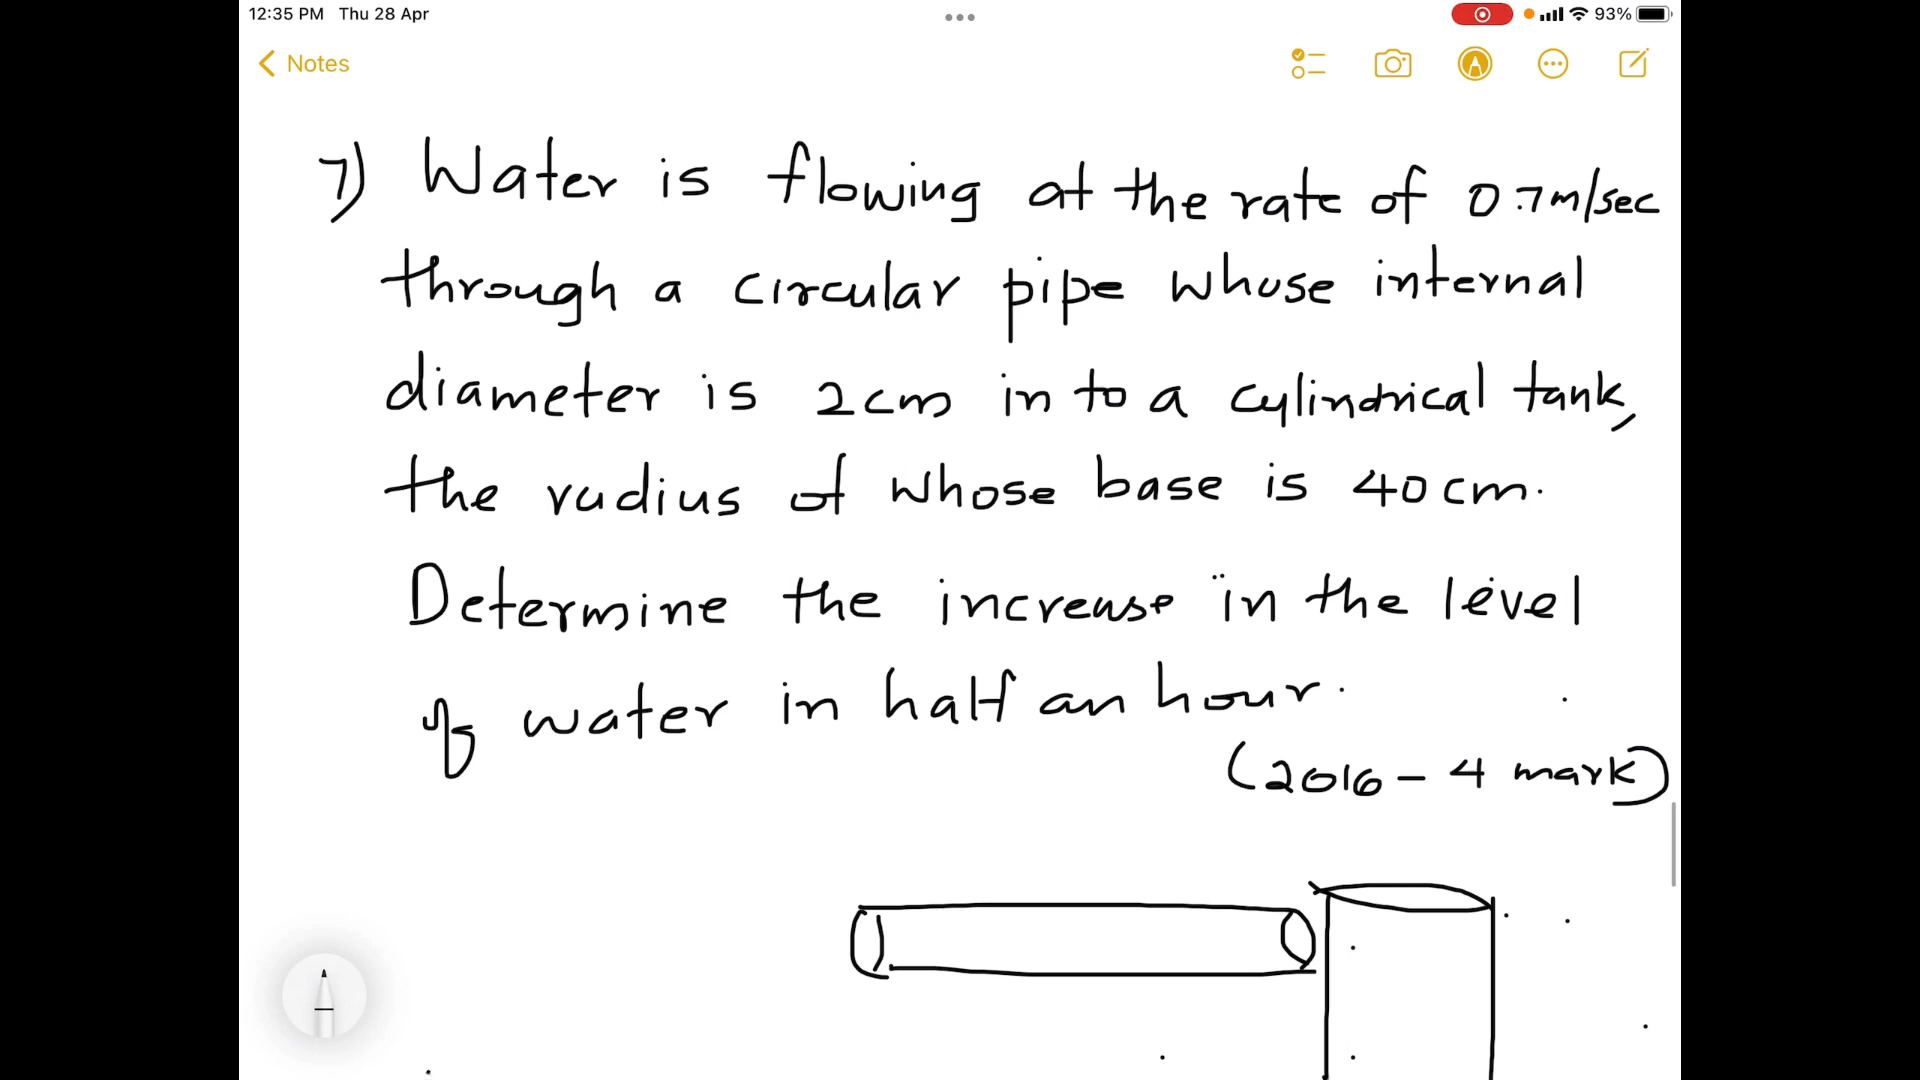 12:35 PM Thu 28 Apr
93%
Notes
7) Water is flowing at the rate of 0.7m/sec
through a circular pipe whose internal
diameter is 2cm in to a cylindrical tank,
the radius of whose base is 40cm.
Determine the increase in the level
of water in half an hour.
(2016 - 4 mark)